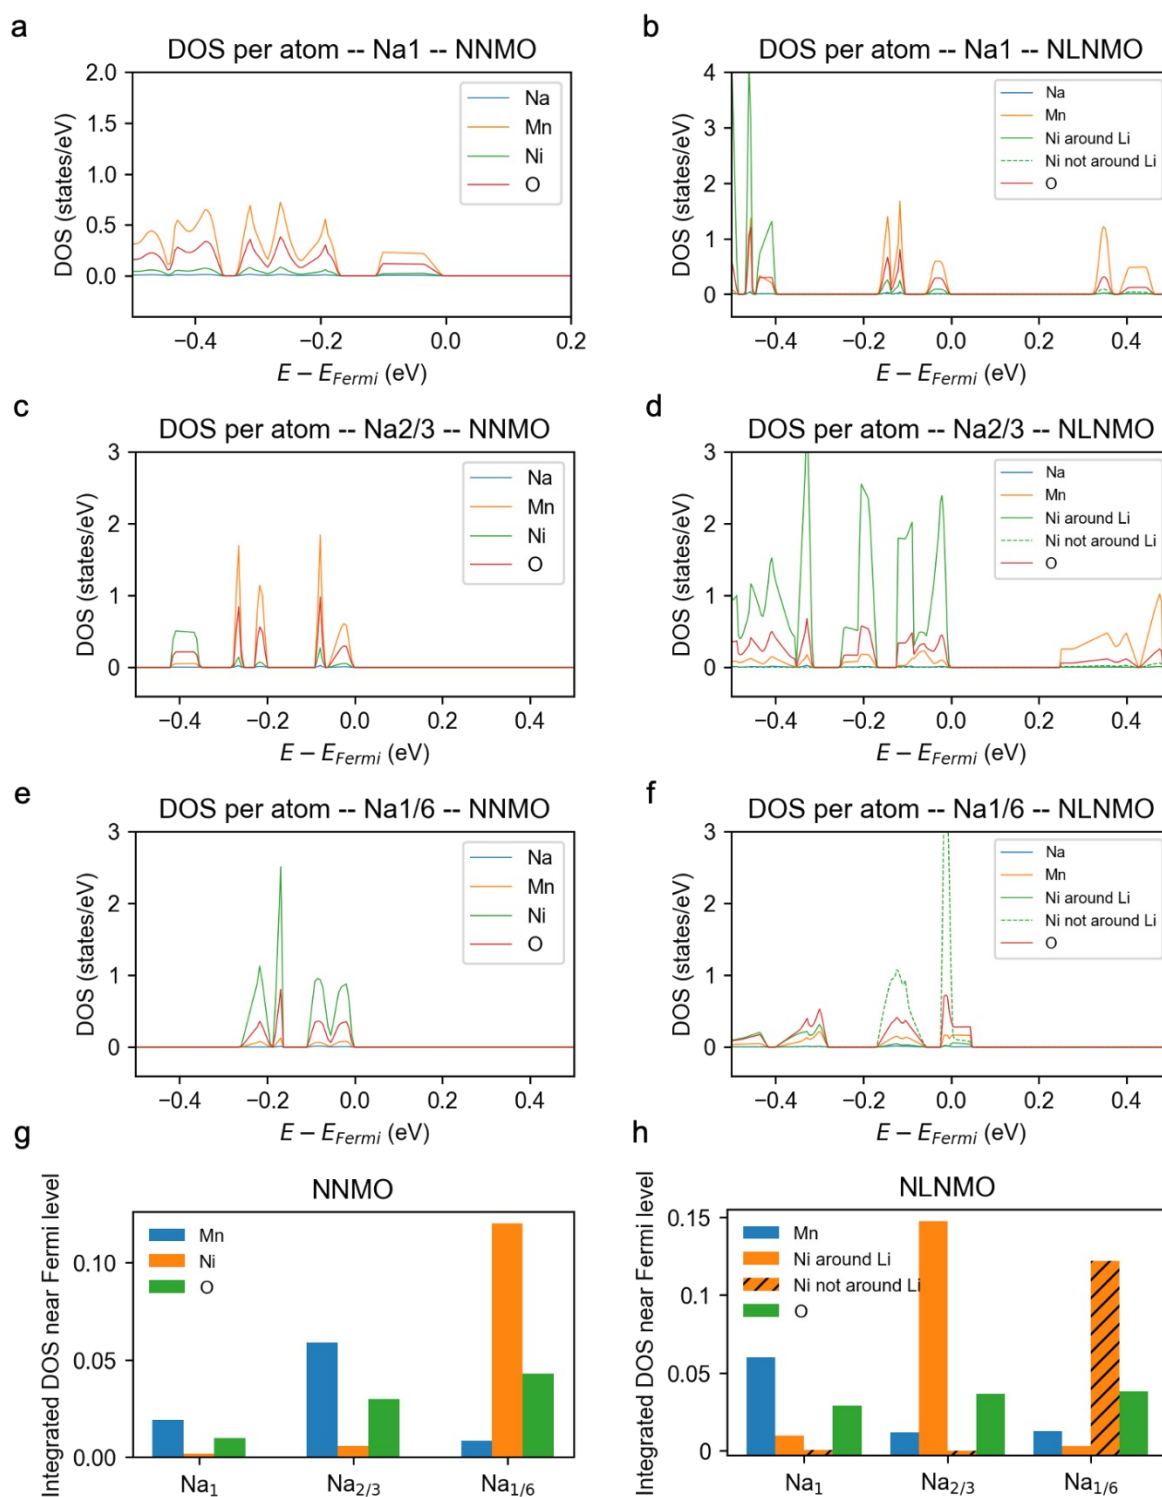 a
DOS per atom -- Na1 -- NNMO
DOS (states/eV)
2.0
1.5
1.0
0.5
0.0
Na
Mn
Ni
O
−0.4 −0.2 0.0 0.2
E − E_Fermi (eV)
b
DOS per atom -- Na1 -- NLNMO
DOS (states/eV)
4
3
2
1
0
Na
Mn
Ni around Li
Ni not around Li
O
−0.4 −0.2 0.0 0.2 0.4
E − E_Fermi (eV)
c
DOS per atom -- Na2/3 -- NNMO
DOS (states/eV)
3
2
1
0
Na
Mn
Ni
O
−0.4 −0.2 0.0 0.2 0.4
E − E_Fermi (eV)
d
DOS per atom -- Na2/3 -- NLNMO
DOS (states/eV)
3
2
1
0
Na
Mn
Ni around Li
Ni not around Li
O
−0.4 −0.2 0.0 0.2 0.4
E − E_Fermi (eV)
e
DOS per atom -- Na1/6 -- NNMO
DOS (states/eV)
3
2
1
0
Na
Mn
Ni
O
−0.4 −0.2 0.0 0.2 0.4
E − E_Fermi (eV)
f
DOS per atom -- Na1/6 -- NLNMO
DOS (states/eV)
3
2
1
0
Na
Mn
Ni around Li
Ni not around Li
O
−0.4 −0.2 0.0 0.2 0.4
E − E_Fermi (eV)
g
NNMO
Integrated DOS near Fermi level
0.10
0.05
0.00
Mn
Ni
O
Na₁ Na₂/₃ Na₁/₆
h
NLNMO
Integrated DOS near Fermi level
0.15
0.1
0.05
0
Mn
Ni around Li
Ni not around Li
O
Na₁ Na₂/₃ Na₁/₆